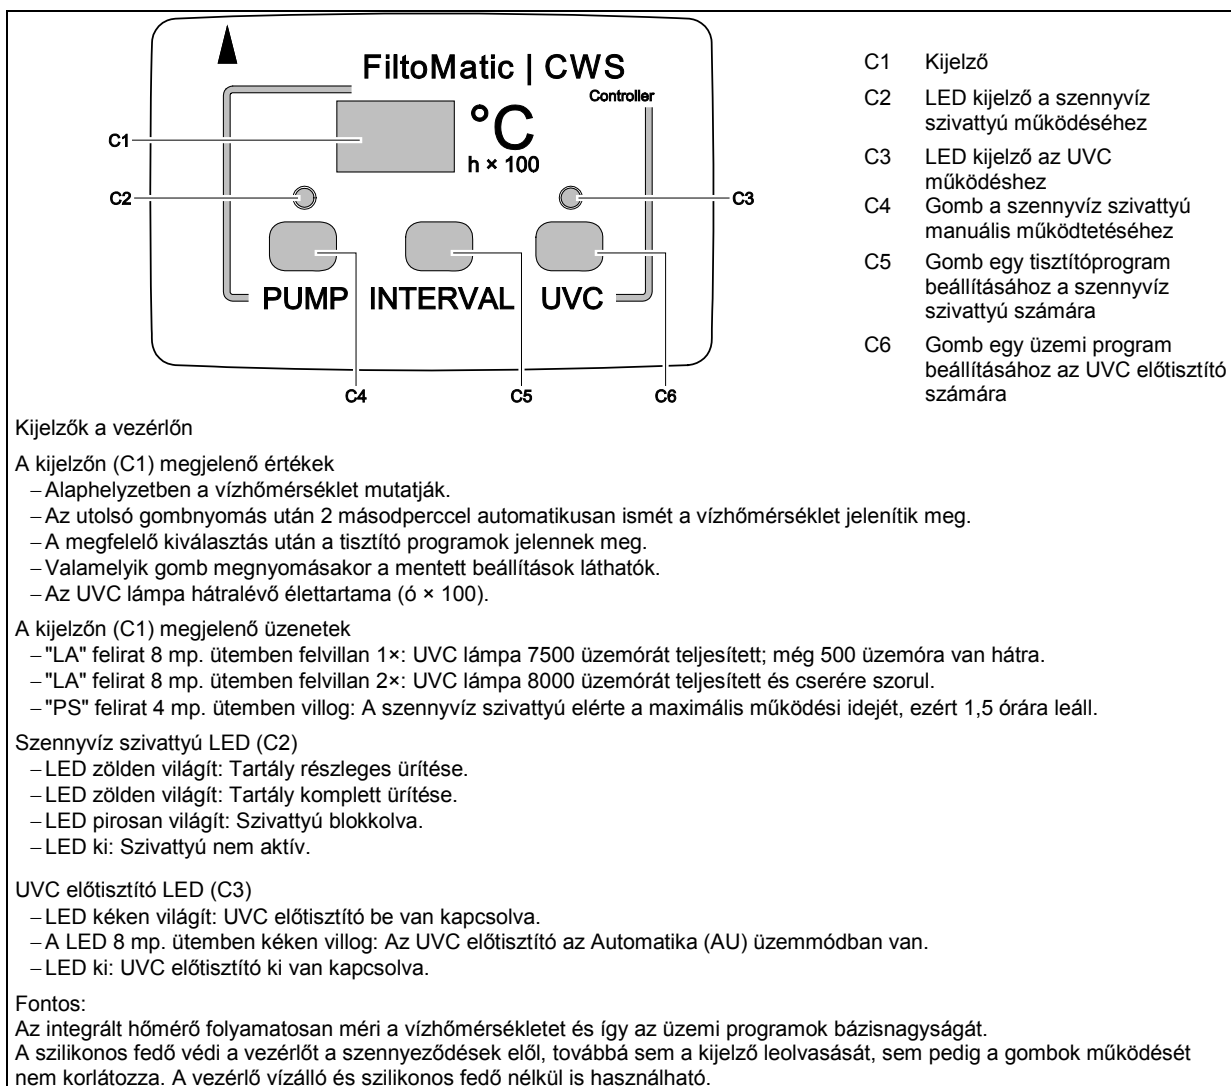 FiltoMatic | CWS
Controller
°C
h × 100
C1
C2
C3
PUMP INTERVAL UVC
C4 C5 C6
C1 Kijelző
C2 LED kijelző a szennyvíz
szivattyú működéséhez
C3 LED kijelző az UVC
működéshez
C4 Gomb a szennyvíz szivattyú
manuális működtetéséhez
C5 Gomb egy tisztítóprogram
beállításához a szennyvíz
szivattyú számára
C6 Gomb egy üzemi program
beállításához az UVC előtisztító
számára
Kijelzők a vezérlőn
A kijelzőn (C1) megjelenő értékek
– Alaphelyzetben a vízhőmérséklet mutatják.
– Az utolsó gombnyomás után 2 másodperccel automatikusan ismét a vízhőmérséklet jelenítik meg.
– A megfelelő kiválasztás után a tisztító programok jelennek meg.
– Valamelyik gomb megnyomásakor a mentett beállítások láthatók.
– Az UVC lámpa hátralévő élettartama (ó × 100).
A kijelzőn (C1) megjelenő üzenetek
– "LA" felirat 8 mp. ütemben felvillan 1×: UVC lámpa 7500 üzemórát teljesített; még 500 üzemóra van hátra.
– "LA" felirat 8 mp. ütemben felvillan 2×: UVC lámpa 8000 üzemórát teljesített és cserére szorul.
– "PS" felirat 4 mp. ütemben villog: A szennyvíz szivattyú elérte a maximális működési idejét, ezért 1,5 órára leáll.
Szennyvíz szivattyú LED (C2)
– LED zölden világít: Tartály részleges ürítése.
– LED zölden világít: Tartály komplett ürítése.
– LED pirosan világít: Szivattyú blokkolva.
– LED ki: Szivattyú nem aktív.
UVC előtisztító LED (C3)
– LED kéken világít: UVC előtisztító be van kapcsolva.
– A LED 8 mp. ütemben kéken villog: Az UVC előtisztító az Automatika (AU) üzemmódban van.
– LED ki: UVC előtisztító ki van kapcsolva.
Fontos:
Az integrált hőmérő folyamatosan méri a vízhőmérsékletet és így az üzemi programok bázisnagyságát.
A szilikonos fedő védi a vezérlőt a szennyeződések elől, továbbá sem a kijelző leolvasását, sem pedig a gombok működését
nem korlátozza. A vezérlő vízálló és szilikonos fedő nélkül is használható.